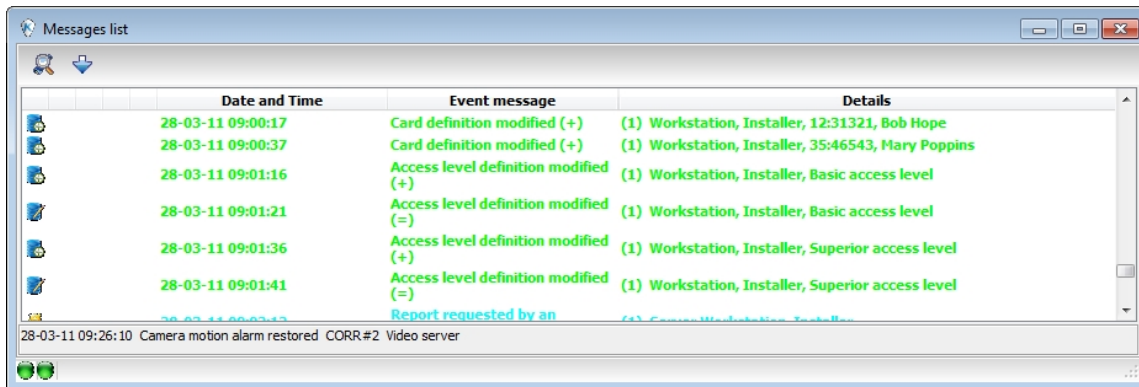 Messages list
Date and Time Event message Details
28-03-11 09:00:17 Card definition modified (+) (1) Workstation, Installer, 12:31321, Bob Hope
28-03-11 09:00:37 Card definition modified (+) (1) Workstation, Installer, 35:46543, Mary Poppins
28-03-11 09:01:16 Access level definition modified (+) (1) Workstation, Installer, Basic access level
28-03-11 09:01:21 Access level definition modified (=) (1) Workstation, Installer, Basic access level
28-03-11 09:01:36 Access level definition modified (+) (1) Workstation, Installer, Superior access level
28-03-11 09:01:41 Access level definition modified (=) (1) Workstation, Installer, Superior access level
Report requested by an (1) Server Workstation, Installer
28-03-11 09:26:10 Camera motion alarm restored CORR#2 Video server